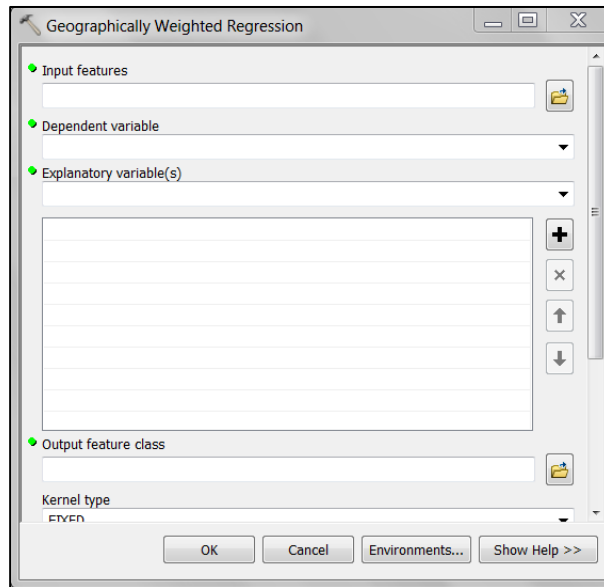 Geographically Weighted Regression
Input features
Dependent variable
Explanatory variable(s)
Output feature class
Kernel type
FIXED
OK Cancel Environments... Show Help >>